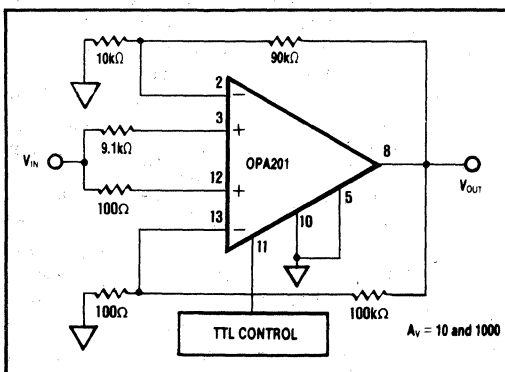 10kΩ
90kΩ
2
−
3
+
9.1kΩ
V_IN
OPA201
8
V_OUT
12
+
5
100Ω
10
13
−
11
100Ω
100kΩ
TTL CONTROL
A_V = 10 and 1000